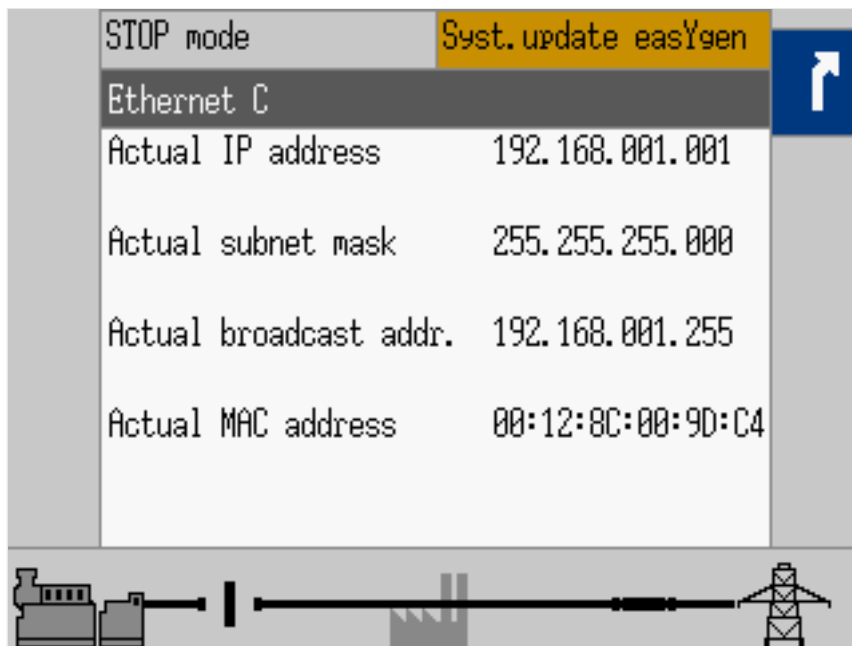 STOP mode
Syst.update easYgen
Ethernet C
Actual IP address 192.168.001.001
Actual subnet mask 255.255.255.000
Actual broadcast addr. 192.168.001.255
Actual MAC address 00:12:8C:00:9D:C4